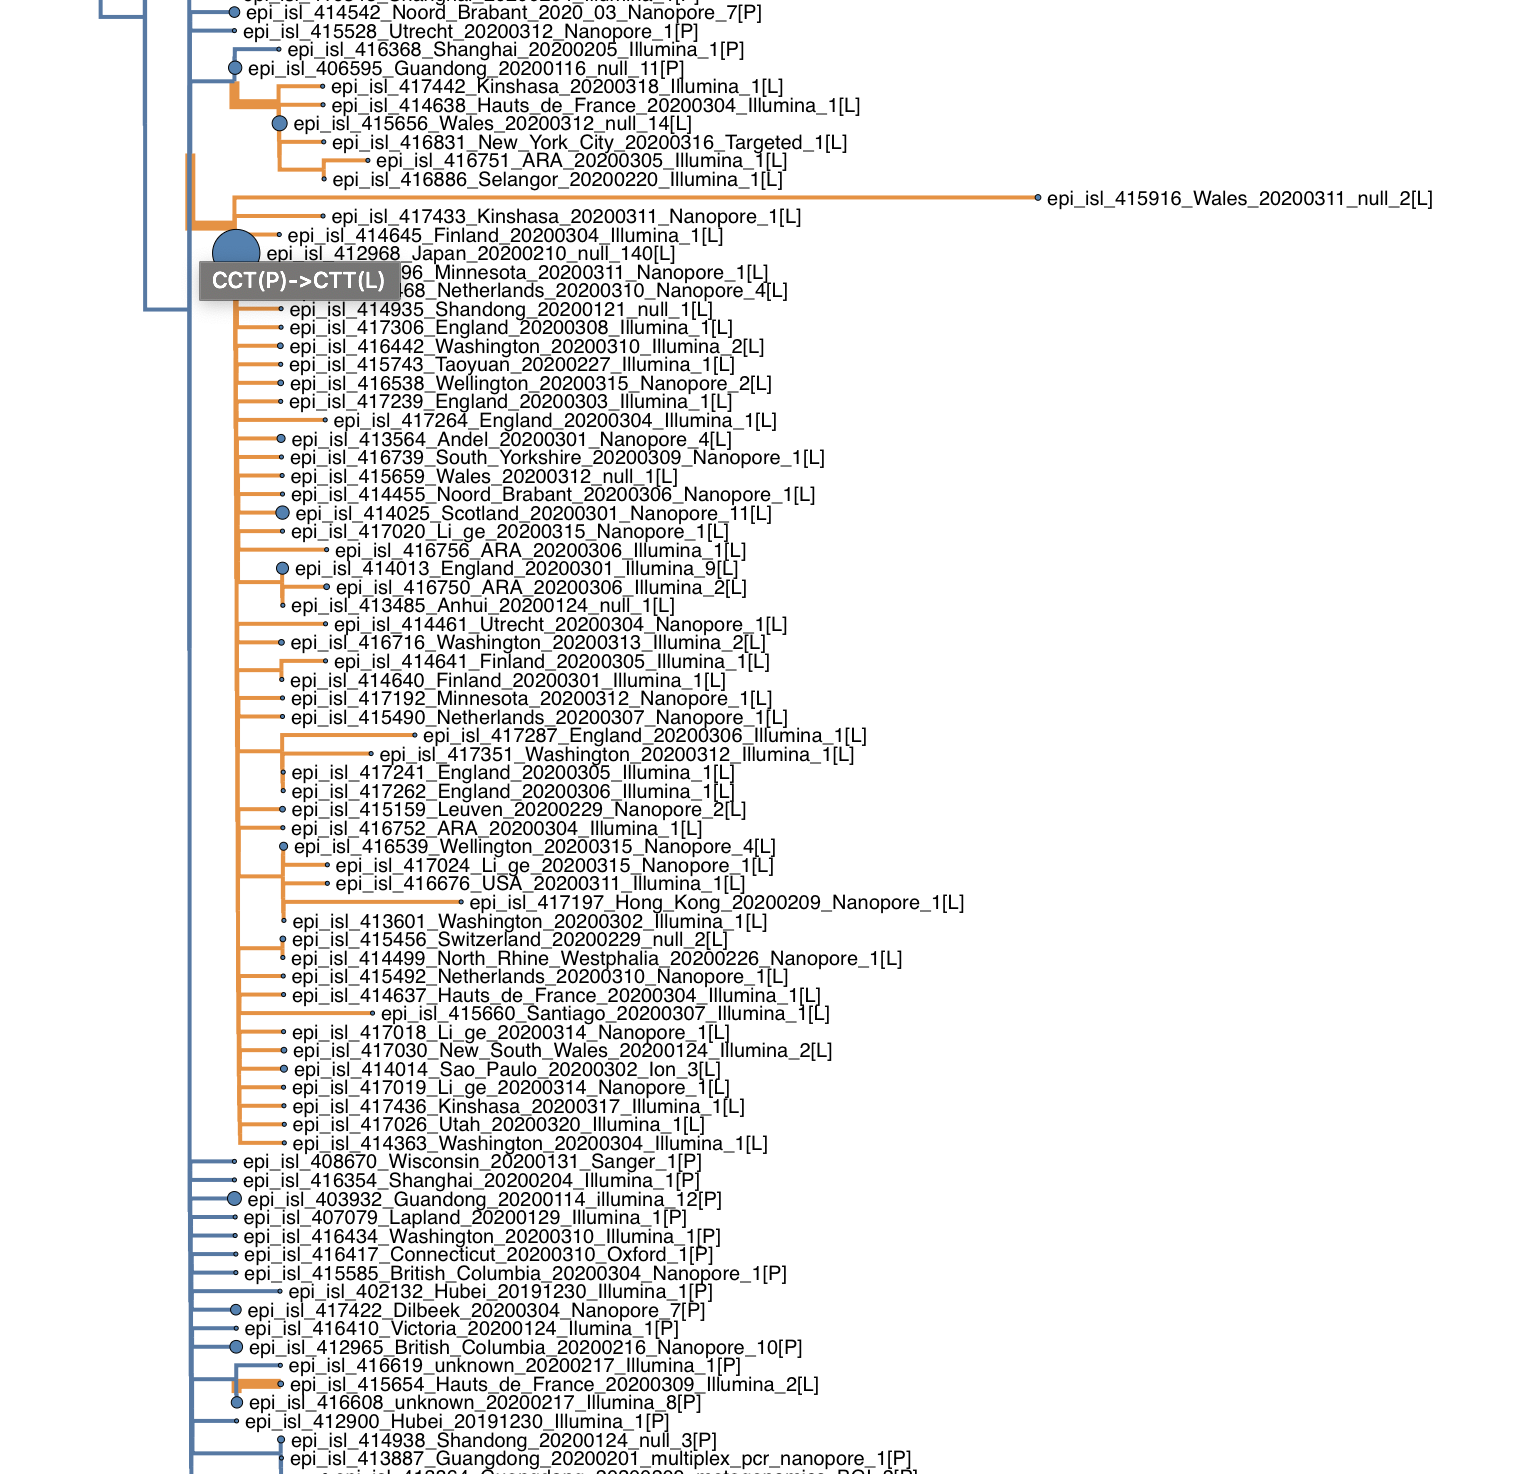 epi_isl_414542_Noord_Brabant_2020_03_Nanopore_7[P]
epi_isl_415528_Utrecht_20200312_Nanopore_1[P]
epi_isl_416368_Shanghai_20200205_Illumina_1[P]
epi_isl_406595_Guandong_20200116_null_11[P]
epi_isl_417442_Kinshasa_20200318_Illumina_1[L]
epi_isl_414638_Hauts_de_France_20200304_Illumina_1[L]
epi_isl_415656_Wales_20200312_null_14[L]
epi_isl_416831_New_York_City_20200316_Targeted_1[L]
epi_isl_416751_ARA_20200305_Illumina_1[L]
epi_isl_416886_Selangor_20200220_Illumina_1[L]
epi_isl_415916_Wales_20200311_null_2[L]
epi_isl_417433_Kinshasa_20200311_Nanopore_1[L]
epi_isl_414645_Finland_20200304_Illumina_1[L]
epi_isl_412968_Japan_20200210_null_140[L]
96_Minnesota_20200311_Nanopore_1[L]
CCT(P)->CTT(L)
468_Netherlands_20200310_Nanopore_4[L]
epi_isl_414935_Shandong_20200121_null_1[L]
epi_isl_417306_England_20200308_Illumina_1[L]
epi_isl_416442_Washington_20200310_Illumina_2[L]
epi_isl_415743_Taoyuan_20200227_Illumina_1[L]
epi_isl_416538_Wellington_20200315_Nanopore_2[L]
epi_isl_417239_England_20200303_Illumina_1[L]
epi_isl_417264_England_20200304_Illumina_1[L]
epi_isl_413564_Andel_20200301_Nanopore_4[L]
epi_isl_416739_South_Yorkshire_20200309_Nanopore_1[L]
epi_isl_415659_Wales_20200312_null_1[L]
epi_isl_414455_Noord_Brabant_20200306_Nanopore_1[L]
epi_isl_414025_Scotland_20200301_Nanopore_11[L]
epi_isl_417020_Li_ge_20200315_Nanopore_1[L]
epi_isl_416756_ARA_20200306_Illumina_1[L]
epi_isl_414013_England_20200301_Illumina_9[L]
epi_isl_416750_ARA_20200306_Illumina_2[L]
epi_isl_413485_Anhui_20200124_null_1[L]
epi_isl_414461_Utrecht_20200304_Nanopore_1[L]
epi_isl_416716_Washington_20200313_Illumina_2[L]
epi_isl_414641_Finland_20200305_Illumina_1[L]
epi_isl_414640_Finland_20200301_Illumina_1[L]
epi_isl_417192_Minnesota_20200312_Nanopore_1[L]
epi_isl_415490_Netherlands_20200307_Nanopore_1[L]
epi_isl_417287_England_20200306_Illumina_1[L]
epi_isl_417351_Washington_20200312_Illumina_1[L]
epi_isl_417241_England_20200305_Illumina_1[L]
epi_isl_417262_England_20200306_Illumina_1[L]
epi_isl_415159_Leuven_20200229_Nanopore_2[L]
epi_isl_416752_ARA_20200304_Illumina_1[L]
epi_isl_416539_Wellington_20200315_Nanopore_4[L]
epi_isl_417024_Li_ge_20200315_Nanopore_1[L]
epi_isl_416676_USA_20200311_Illumina_1[L]
epi_isl_417197_Hong_Kong_20200209_Nanopore_1[L]
epi_isl_413601_Washington_20200302_Illumina_1[L]
epi_isl_415456_Switzerland_20200229_null_2[L]
epi_isl_414499_North_Rhine_Westphalia_20200226_Nanopore_1[L]
epi_isl_415492_Netherlands_20200310_Nanopore_1[L]
epi_isl_414637_Hauts_de_France_20200304_Illumina_1[L]
epi_isl_415660_Santiago_20200307_Illumina_1[L]
epi_isl_417018_Li_ge_20200314_Nanopore_1[L]
epi_isl_417030_New_South_Wales_20200124_Illumina_2[L]
epi_isl_414014_Sao_Paulo_20200302_Ion_3[L]
epi_isl_417019_Li_ge_20200314_Nanopore_1[L]
epi_isl_417436_Kinshasa_20200317_Illumina_1[L]
epi_isl_417026_Utah_20200320_Illumina_1[L]
epi_isl_414363_Washington_20200304_Illumina_1[L]
epi_isl_408670_Wisconsin_20200131_Sanger_1[P]
epi_isl_416354_Shanghai_20200204_Illumina_1[P]
epi_isl_403932_Guandong_20200114_illumina_12[P]
epi_isl_407079_Lapland_20200129_Illumina_1[P]
epi_isl_416434_Washington_20200310_Illumina_1[P]
epi_isl_416417_Connecticut_20200310_Oxford_1[P]
epi_isl_415585_British_Columbia_20200304_Nanopore_1[P]
epi_isl_402132_Hubei_20191230_Illumina_1[P]
epi_isl_417422_Dilbeek_20200304_Nanopore_7[P]
epi_isl_416410_Victoria_20200124_Ilumina_1[P]
epi_isl_412965_British_Columbia_20200216_Nanopore_10[P]
epi_isl_416619_unknown_20200217_Illumina_1[P]
epi_isl_415654_Hauts_de_France_20200309_Illumina_2[L]
epi_isl_416608_unknown_20200217_Illumina_8[P]
epi_isl_412900_Hubei_20191230_Illumina_1[P]
epi_isl_414938_Shandong_20200124_null_3[P]
epi_isl_413887_Guangdong_20200201_multiplex_pcr_nanopore_1[P]